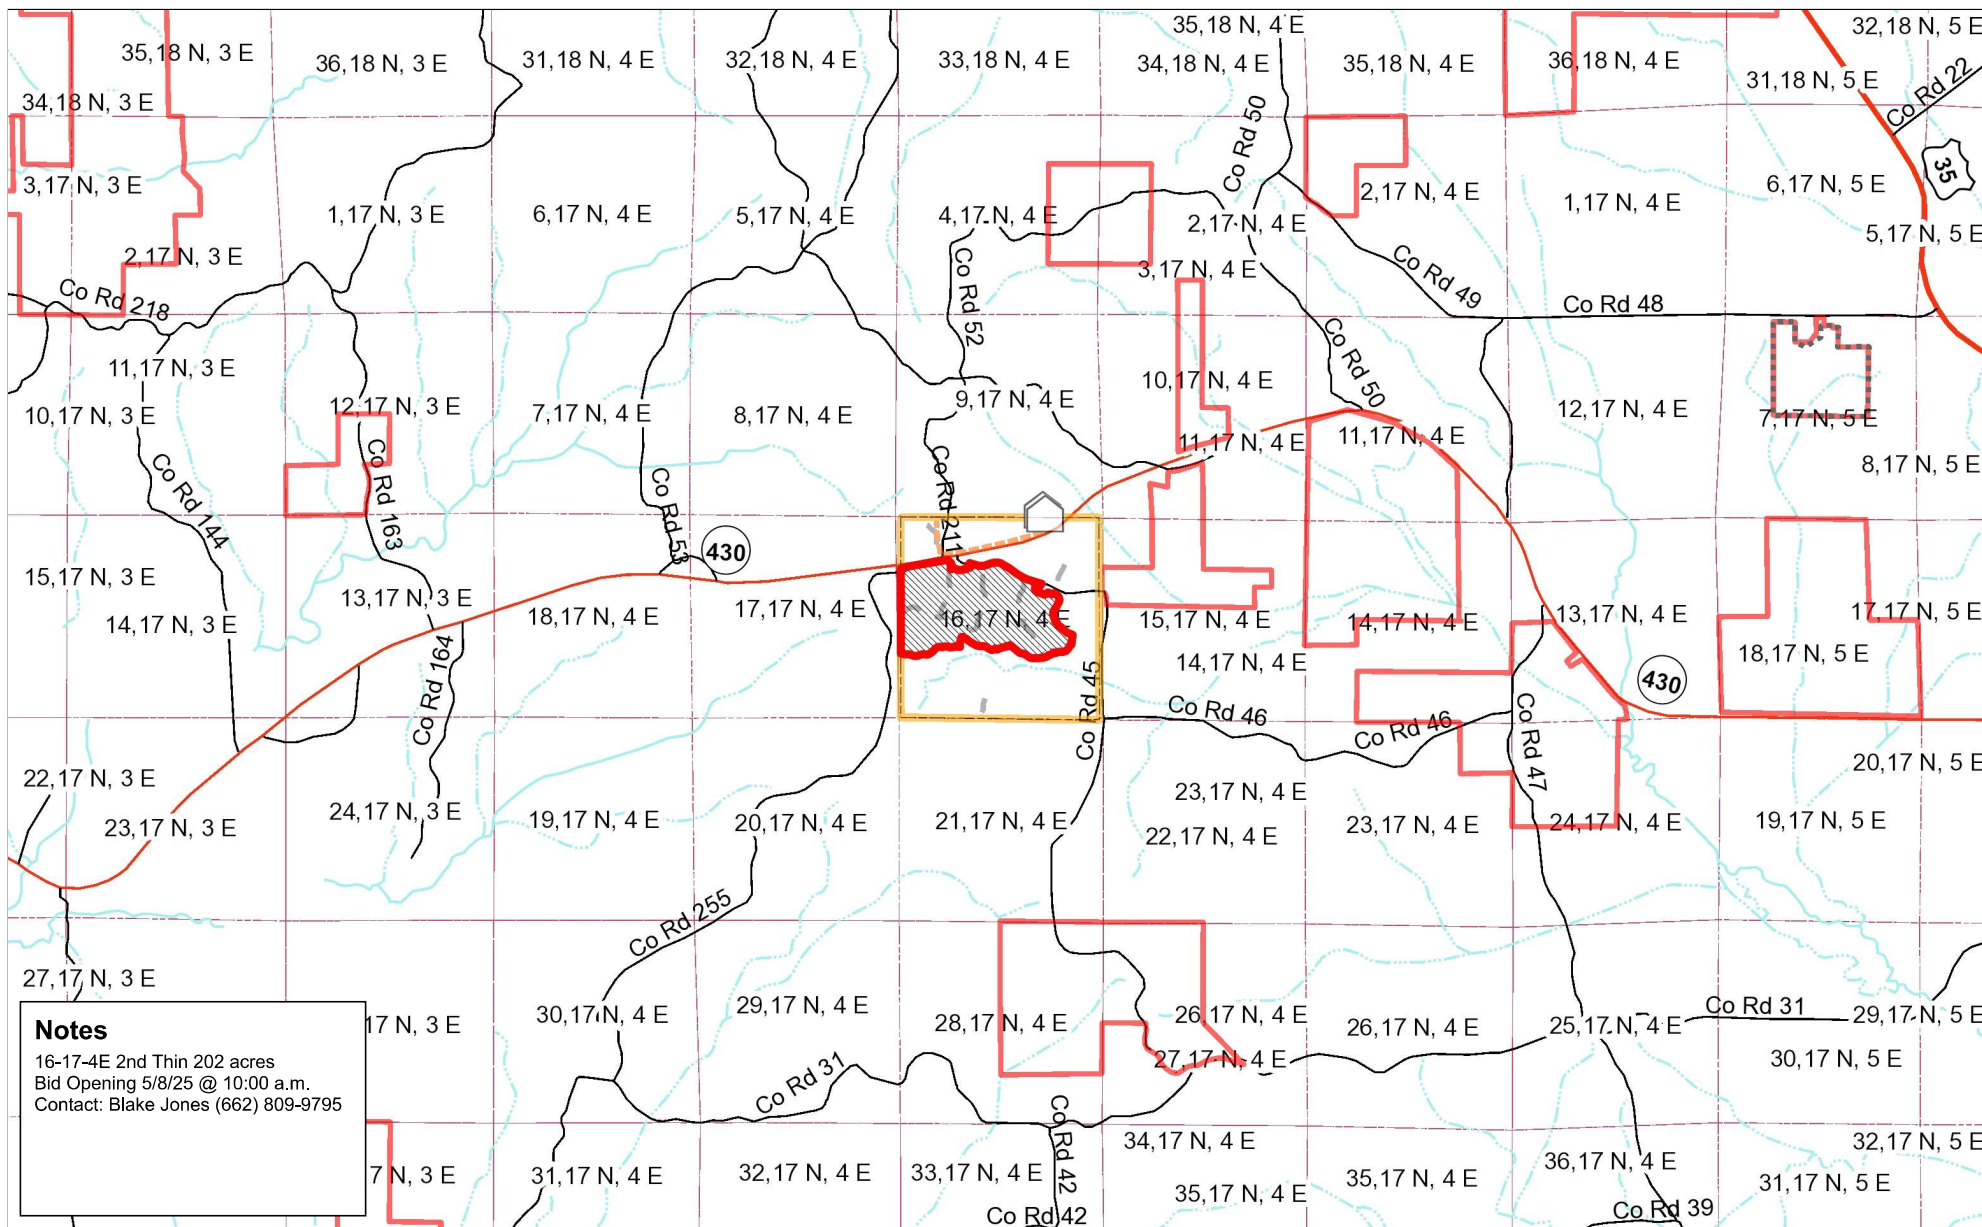 35,18 N, 4 E
32,18 N, 5 E
35,18 N, 3 E
36,18 N, 3 E
31,18 N, 4 E
32,18 N, 4 E
33,18 N, 4 E
34,18 N, 4 E
35,18 N, 4 E
36,18 N, 4 E
31,18 N, 5 E
Co Rd 22
34,18 N, 3 E
Co Rd 50
35
3,17 N, 3 E
1,17 N, 3 E
6,17 N, 4 E
5,17 N, 4 E
4,17 N, 4 E
2,17 N, 4 E
2,17 N, 4 E
1,17 N, 4 E
6,17 N, 5 E
5,17 N, 5 E
2,17 N, 3 E
3,17 N, 4 E
Co Rd 218
Co Rd 52
Co Rd 49
Co Rd 48
Co Rd 50
11,17 N, 3 E
10,17 N, 3 E
12,17 N, 3 E
7,17 N, 4 E
8,17 N, 4 E
9,17 N, 4 E
10,17 N, 4 E
11,17 N, 4 E
11,17 N, 4 E
12,17 N, 4 E
7,17 N, 5 E
8,17 N, 5 E
Co Rd 144
Co Rd 163
Co Rd 53
430
Co Rd 211
15,17 N, 3 E
14,17 N, 3 E
13,17 N, 3 E
18,17 N, 4 E
17,17 N, 4 E
16,17 N, 4 E
15,17 N, 4 E
14,17 N, 4 E
13,17 N, 4 E
17,17 N, 5 E
14,17 N, 4 E
18,17 N, 5 E
430
Co Rd 164
Co Rd 45
Co Rd 46
Co Rd 46
Co Rd 47
22,17 N, 3 E
23,17 N, 3 E
24,17 N, 3 E
19,17 N, 4 E
20,17 N, 4 E
21,17 N, 4 E
23,17 N, 4 E
22,17 N, 4 E
23,17 N, 4 E
24,17 N, 4 E
19,17 N, 5 E
20,17 N, 5 E
Co Rd 255
27,17 N, 3 E
17 N, 3 E
30,17 N, 4 E
29,17 N, 4 E
28,17 N, 4 E
26,17 N, 4 E
27,17 N, 4 E
26,17 N, 4 E
25,17 N, 4 E
Co Rd 31
29,17 N, 5 E
30,17 N, 5 E
Notes
16-17-4E 2nd Thin 202 acres
Bid Opening 5/8/25 @ 10:00 a.m.
Contact: Blake Jones (662) 809-9795
Co Rd 31
Co Rd 42
7 N, 3 E
31,17 N, 4 E
32,17 N, 4 E
33,17 N, 4 E
34,17 N, 4 E
35,17 N, 4 E
35,17 N, 4 E
36,17 N, 4 E
32,17 N, 5 E
31,17 N, 5 E
Co Rd 42
Co Rd 39